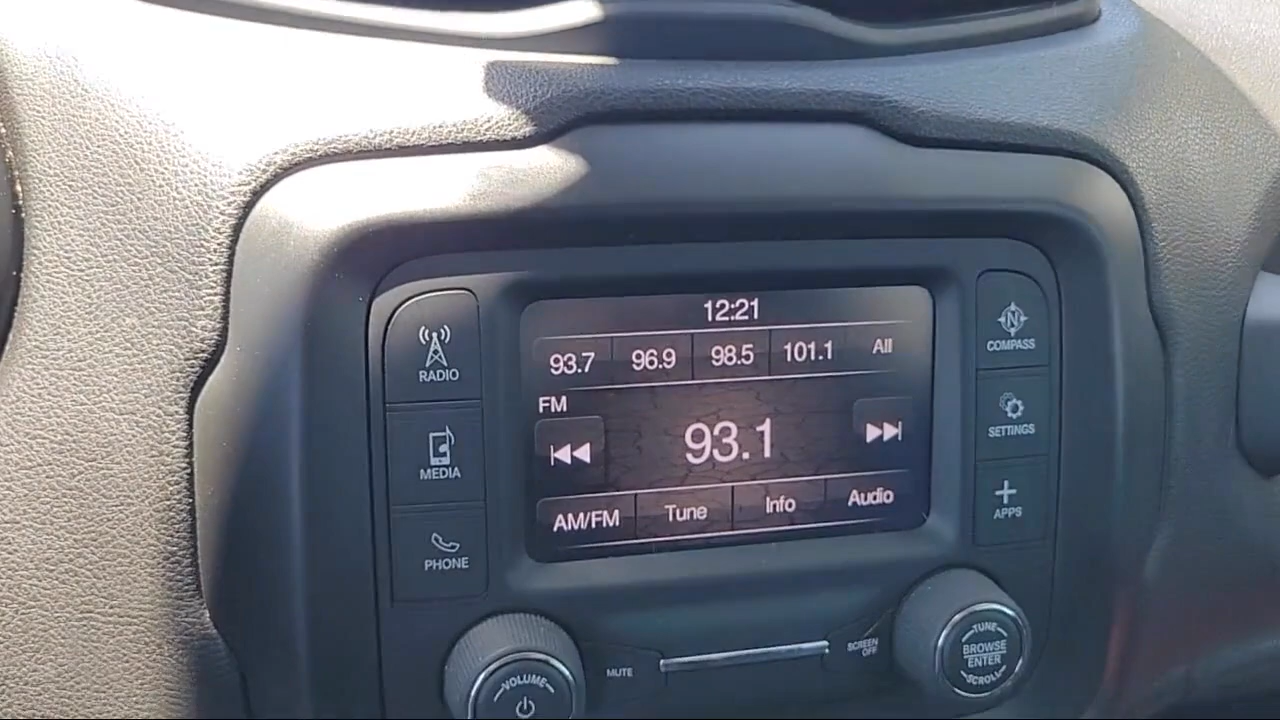 12:21
93.7 96.9 98.5 101.1 All
FM
93.1
AM/FM Tune Info Audio
RADIO
MEDIA
PHONE
N
COMPASS
SETTINGS
APPS
VOLUME
MUTE
SCREEN
OFF
TUNE
BROWSE
ENTER
SCROLL